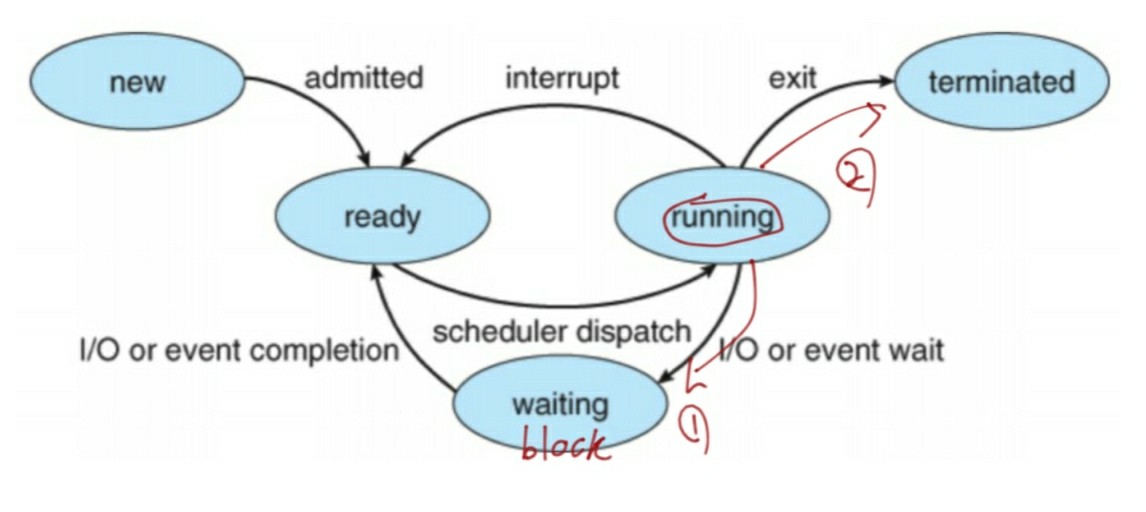 new
admitted
interrupt
exit
terminated
②
ready
running
scheduler dispatch
I/O or event completion
I/O or event wait
waiting
block
①